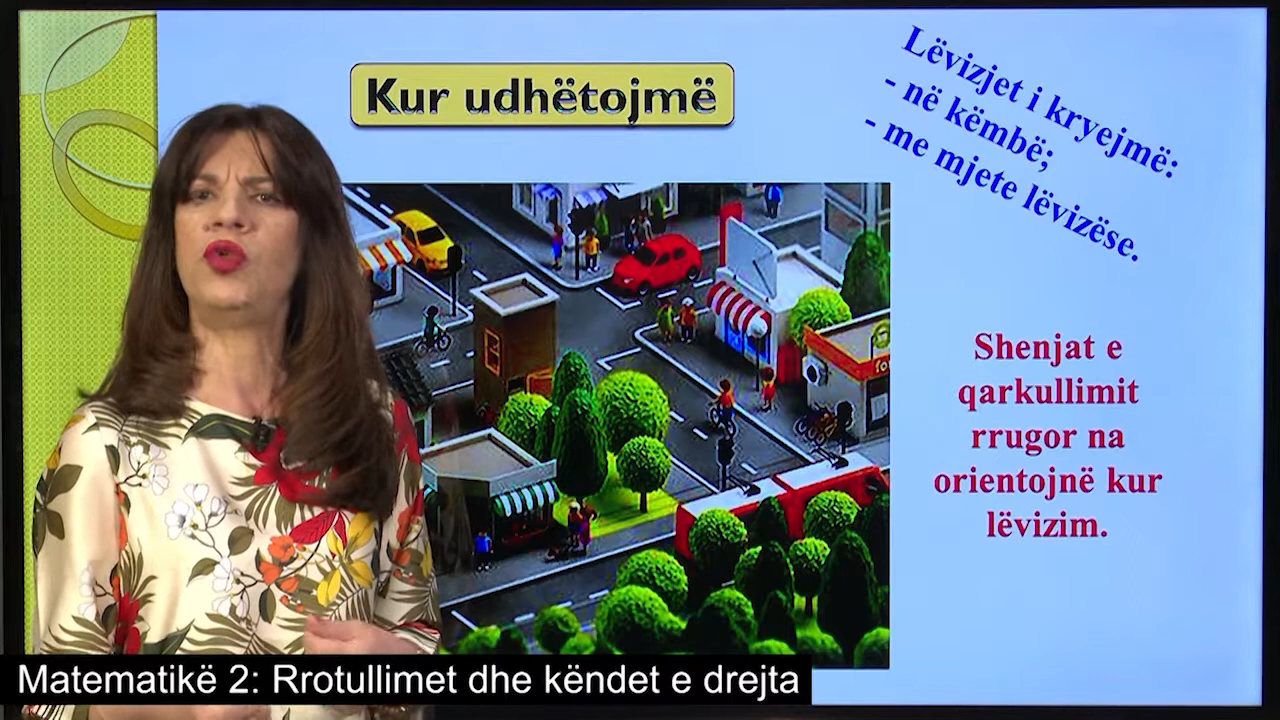 Kur udhëtojmë
Lëvizjet i kryejmë:
- në këmbë;
- me mjete lëvizëse.
Shenjat e
qarkullimit
rrugor na
orientojnë kur
lëvizim.
Matematikë 2: Rrotullimet dhe këndet e drejta